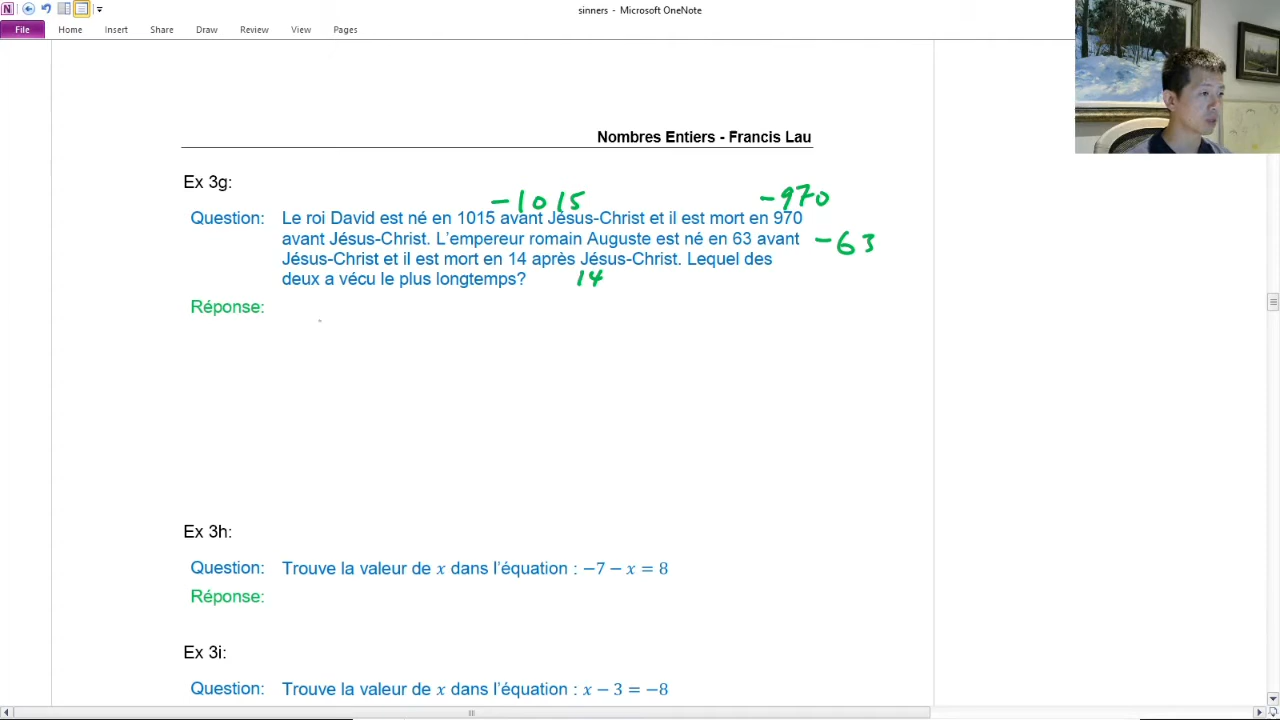 sinners - Microsoft OneNote
File Home Insert Share Draw Review View Pages
Nombres Entiers - Francis Lau
Ex 3g:
-1015 -970
Question: Le roi David est né en 1015 avant Jésus-Christ et il est mort en 970
avant Jésus-Christ. L'empereur romain Auguste est né en 63 avant -63
Jésus-Christ et il est mort en 14 après Jésus-Christ. Lequel des
deux a vécu le plus longtemps? 14
Réponse:
Ex 3h:
Question: Trouve la valeur de x dans l'équation : −7 − x = 8
Réponse:
Ex 3i:
Question: Trouve la valeur de x dans l'équation : x − 3 = −8